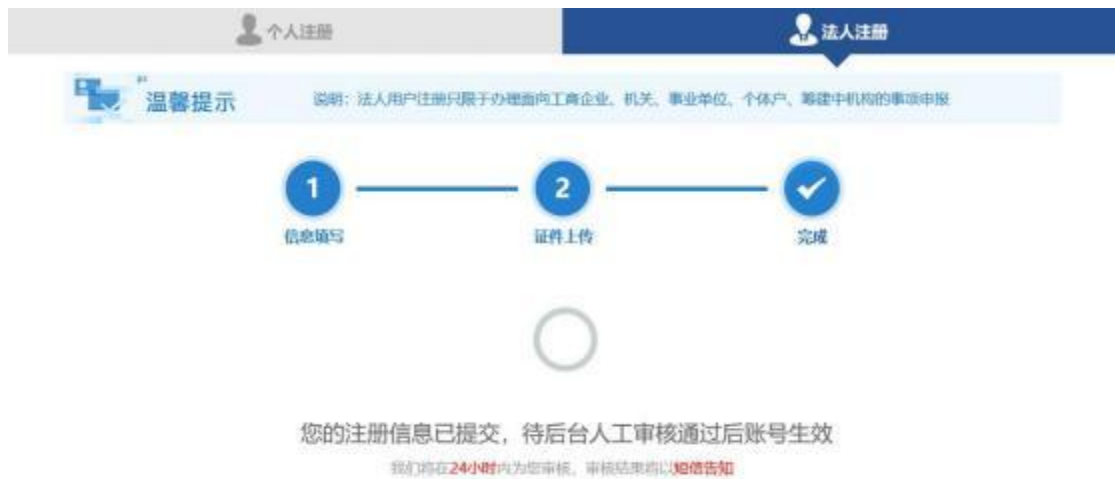 个人注册
法人注册
温馨提示
说明：法人用户注册只限于办理面向工商企业、机关、事业单位、个体户、筹建中机构的事项申报
1
2
信息填写
证件上传
完成
您的注册信息已提交，待后台人工审核通过后账号生效
我们将在24小时内为您审核，审核结果将以短信告知